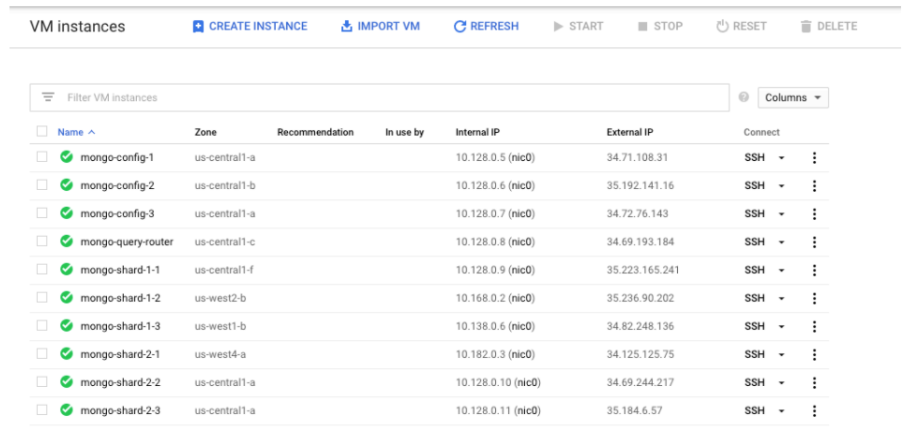 VM instances CREATE INSTANCE IMPORT VM REFRESH START STOP RESET DELETE
Filter VM instances Columns
Name Zone Recommendation In use by Internal IP External IP Connect
mongo-config-1 us-central1-a 10.128.0.5 (nic0) 34.71.108.31 SSH
mongo-config-2 us-central1-b 10.128.0.6 (nic0) 35.192.141.16 SSH
mongo-config-3 us-central1-a 10.128.0.7 (nic0) 34.72.76.143 SSH
mongo-query-router us-central1-c 10.128.0.8 (nic0) 34.69.193.184 SSH
mongo-shard-1-1 us-central1-f 10.128.0.9 (nic0) 35.223.165.241 SSH
mongo-shard-1-2 us-west2-b 10.168.0.2 (nic0) 35.236.90.202 SSH
mongo-shard-1-3 us-west1-b 10.138.0.6 (nic0) 34.82.248.136 SSH
mongo-shard-2-1 us-west4-a 10.182.0.3 (nic0) 34.125.125.75 SSH
mongo-shard-2-2 us-central1-a 10.128.0.10 (nic0) 34.69.244.217 SSH
mongo-shard-2-3 us-central1-a 10.128.0.11 (nic0) 35.184.6.57 SSH